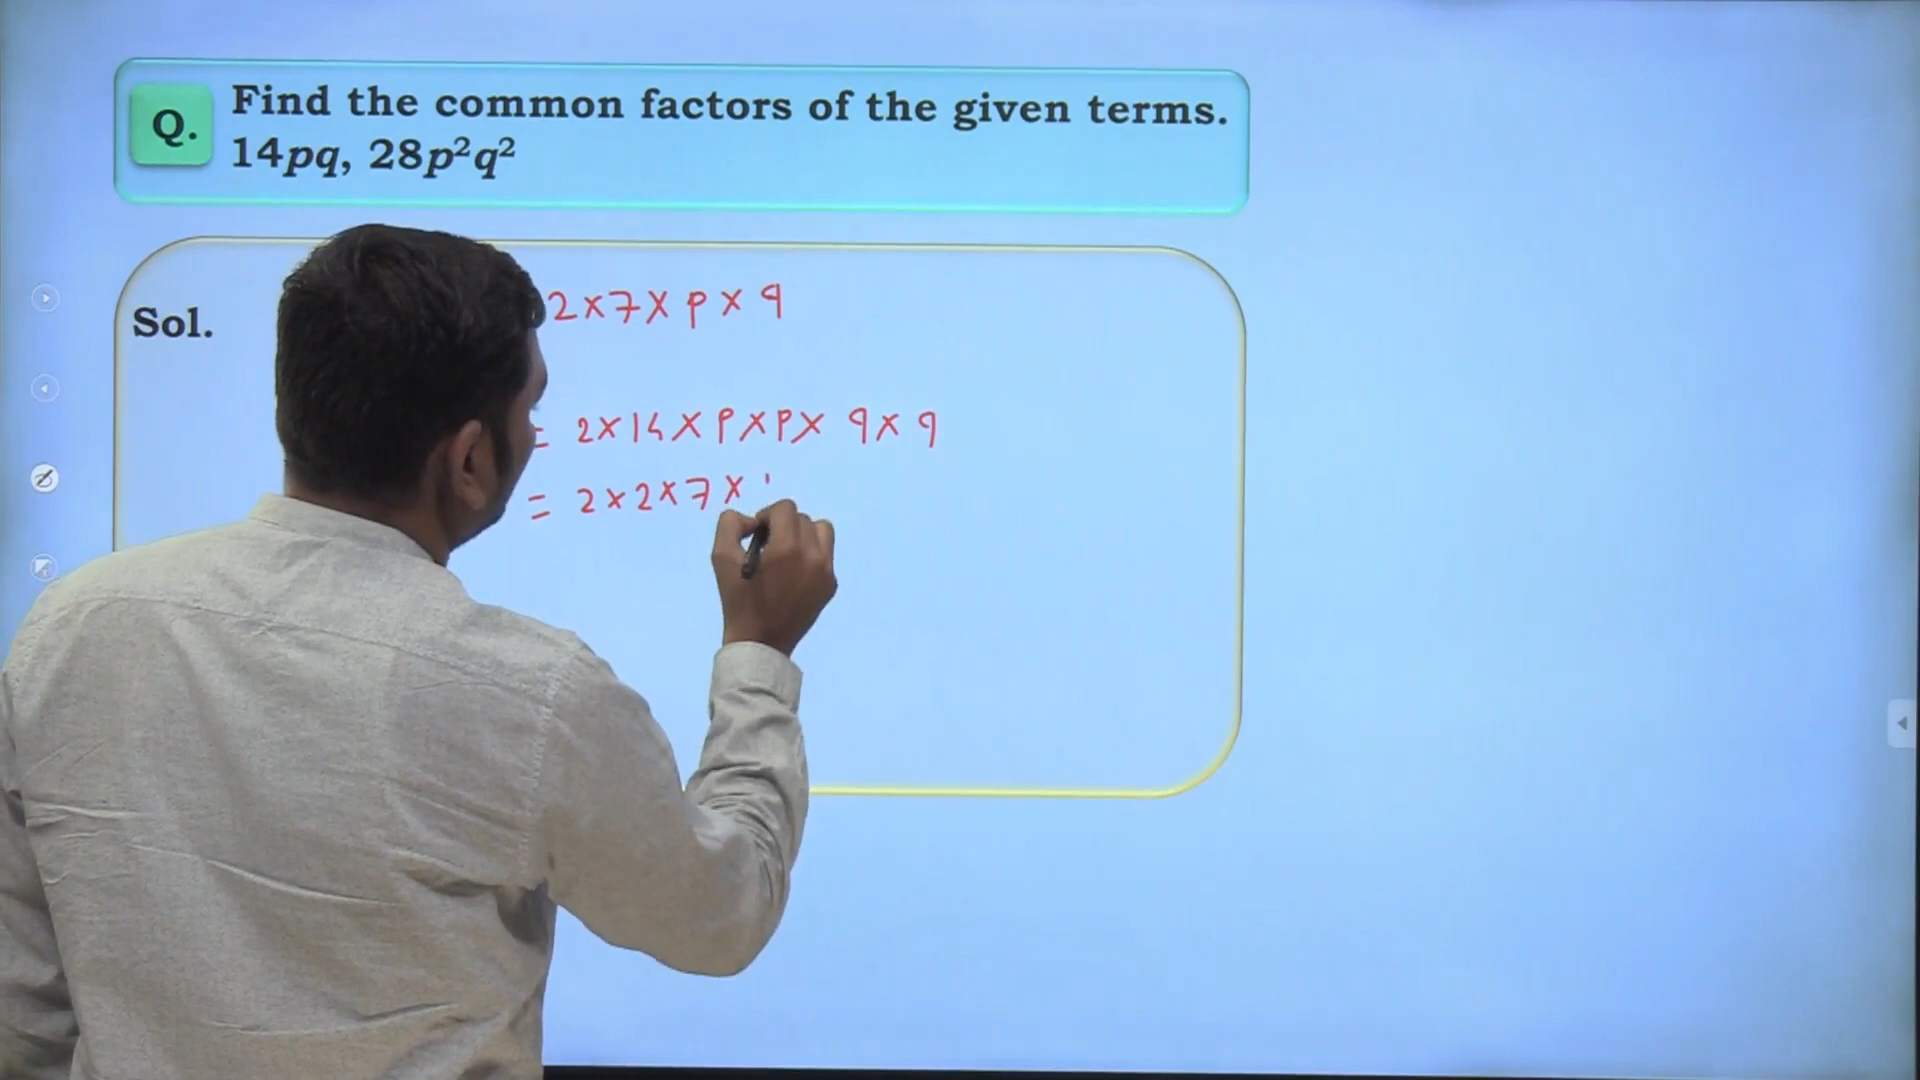 Q. Find the common factors of the given terms.
14pq, 28p²q²
Sol.
2×7× p × q
= 2×14×p×p× q× q
= 2×2×7×